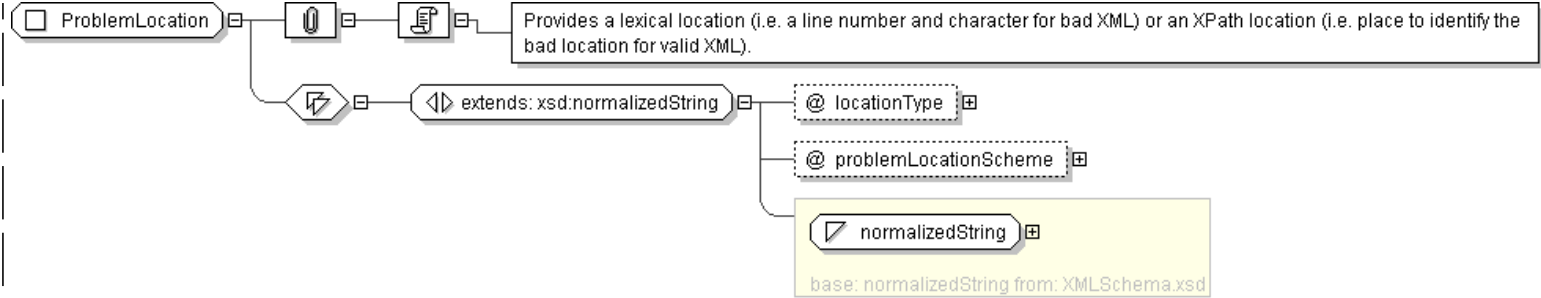 ProblemLocation
Provides a lexical location (i.e. a line number and character for bad XML) or an XPath location (i.e. place to identify the
bad location for valid XML).
extends: xsd:normalizedString
@ locationType
@ problemLocationScheme
normalizedString
base: normalizedString from: XMLSchema.xsd